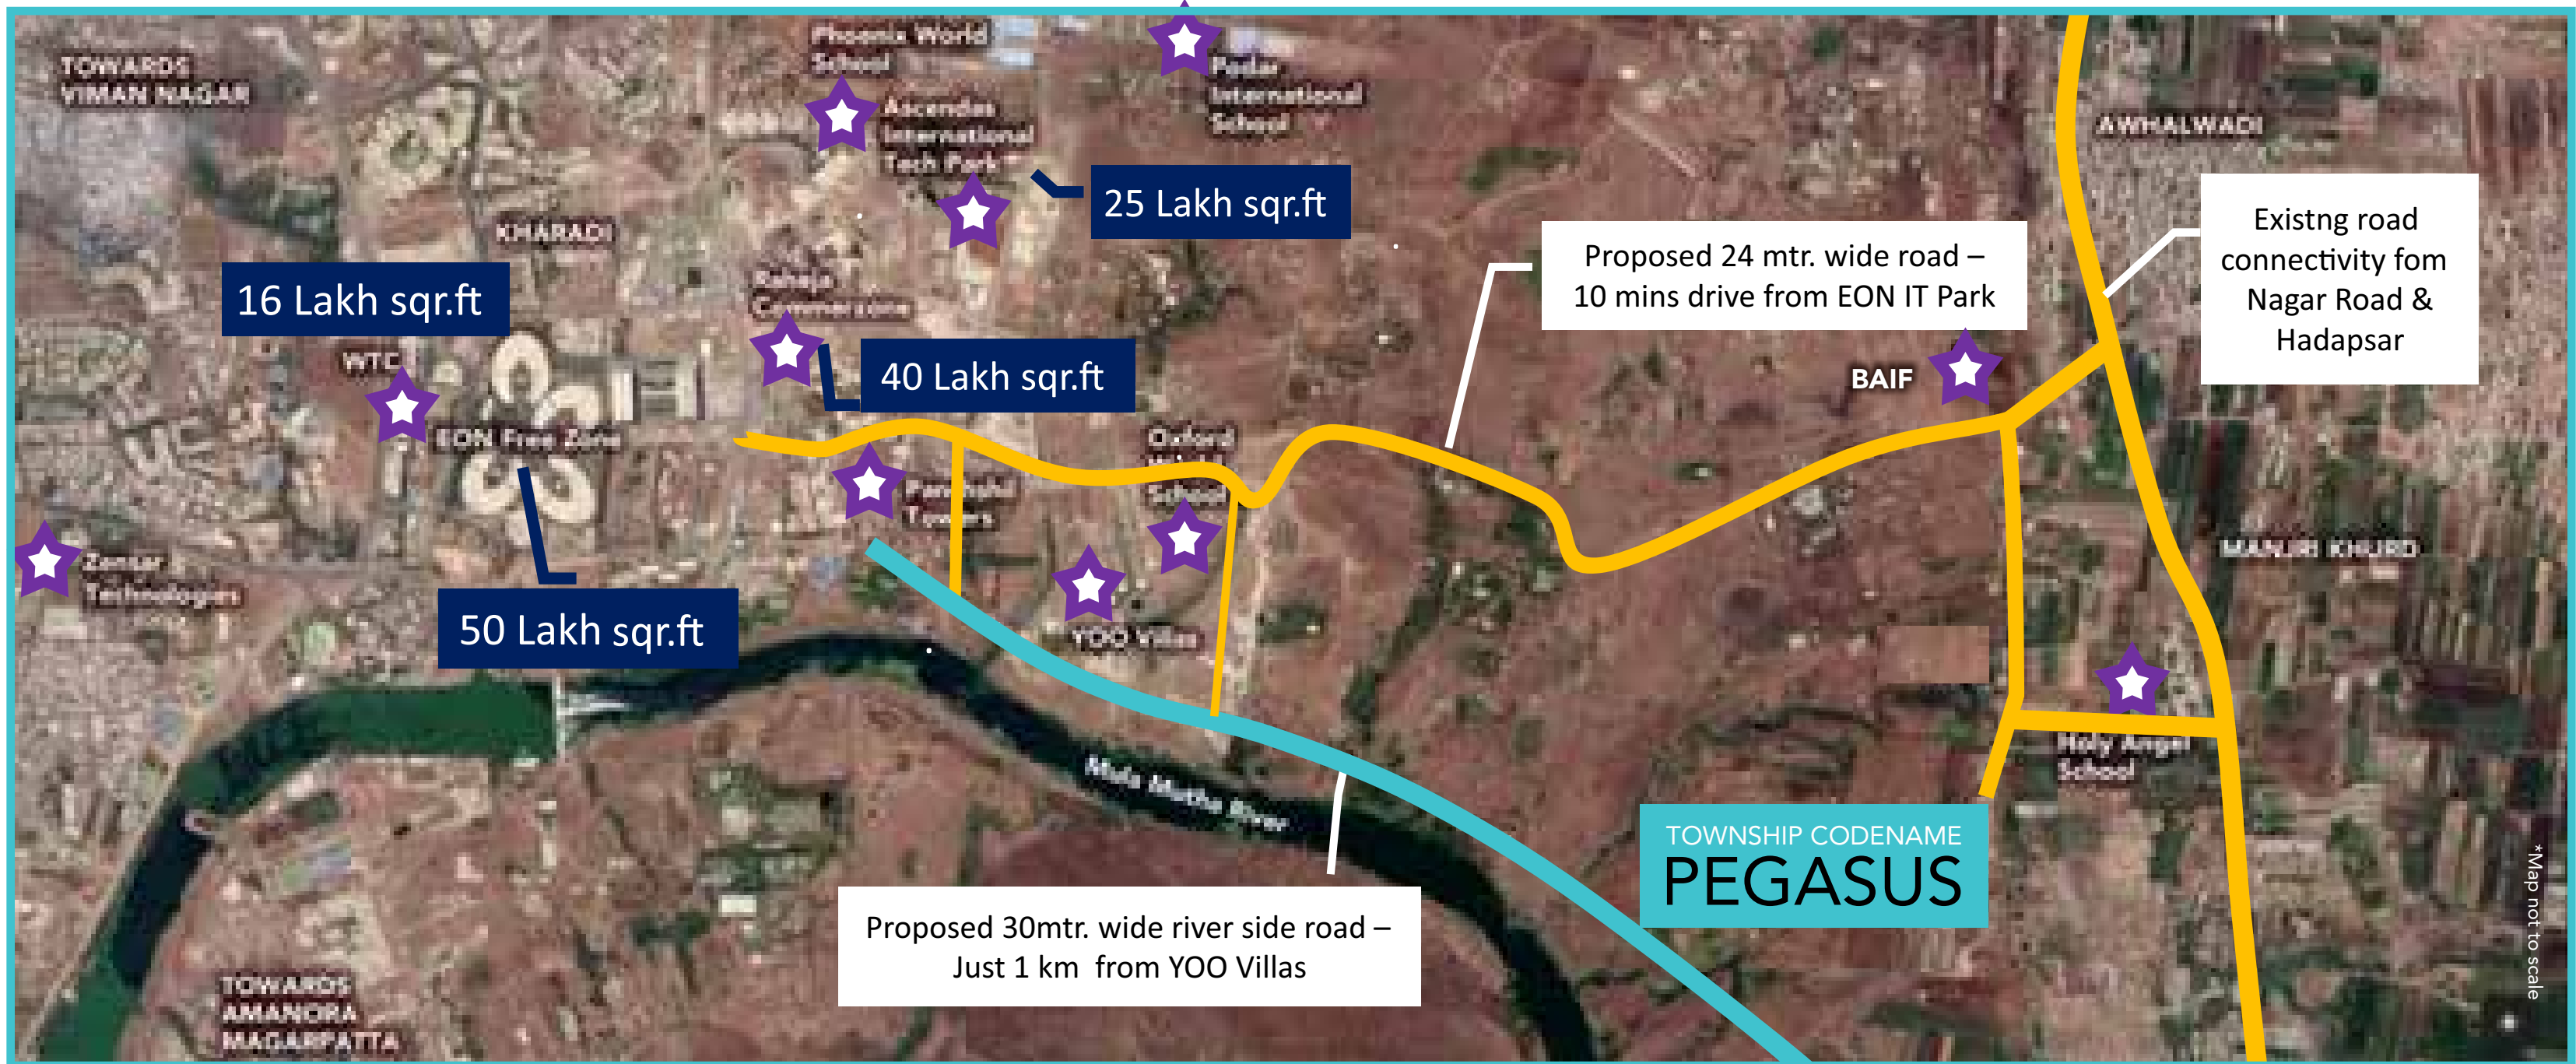 TOWARDS
VIMAN NAGAR
Phoenix World
School
Podar
International
School
Ascendas
International
Tech Park
25 Lakh sqr.ft
AWHALWADI
KHARADI
Existng road
connectivity fom
Nagar Road &
Hadapsar
Proposed 24 mtr. wide road –
10 mins drive from EON IT Park
16 Lakh sqr.ft
Raheja
Commerzone
WTC
40 Lakh sqr.ft
BAIF
EON Free Zone
Oxford
School
Panchshil
Towers
Zensar
Technologies
MANJRI KHURD
50 Lakh sqr.ft
YOO Villas
Holy Angel
School
Mula Mutha River
TOWNSHIP CODENAME
PEGASUS
Proposed 30mtr. wide river side road –
Just 1 km from YOO Villas
TOWARDS
AMANORA
MAGARPATTA
*Map not to scale